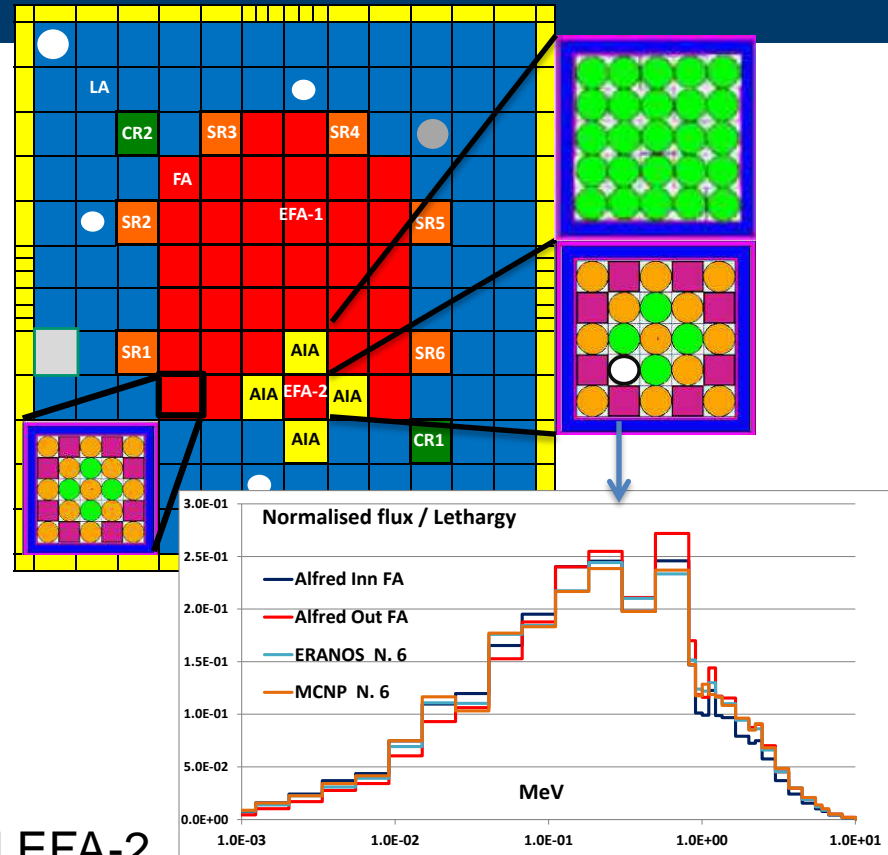 LA
CR2 SR3 SR4
FA
SR2 EFA-1 SR5
SR1 AIA SR6
AIA EFA-2 AIA
AIA CR1
3.0E-01
Normalised flux / Lethargy
2.5E-01
Alfred Inn FA
2.0E-01
Alfred Out FA
ERANOS N. 6
1.5E-01
MCNP N. 6
1.0E-01
5.0E-02
MeV
0.0E+00
1.0E-03 1.0E-02 1.0E-01 1.0E+00 1.0E+01
EFA-2